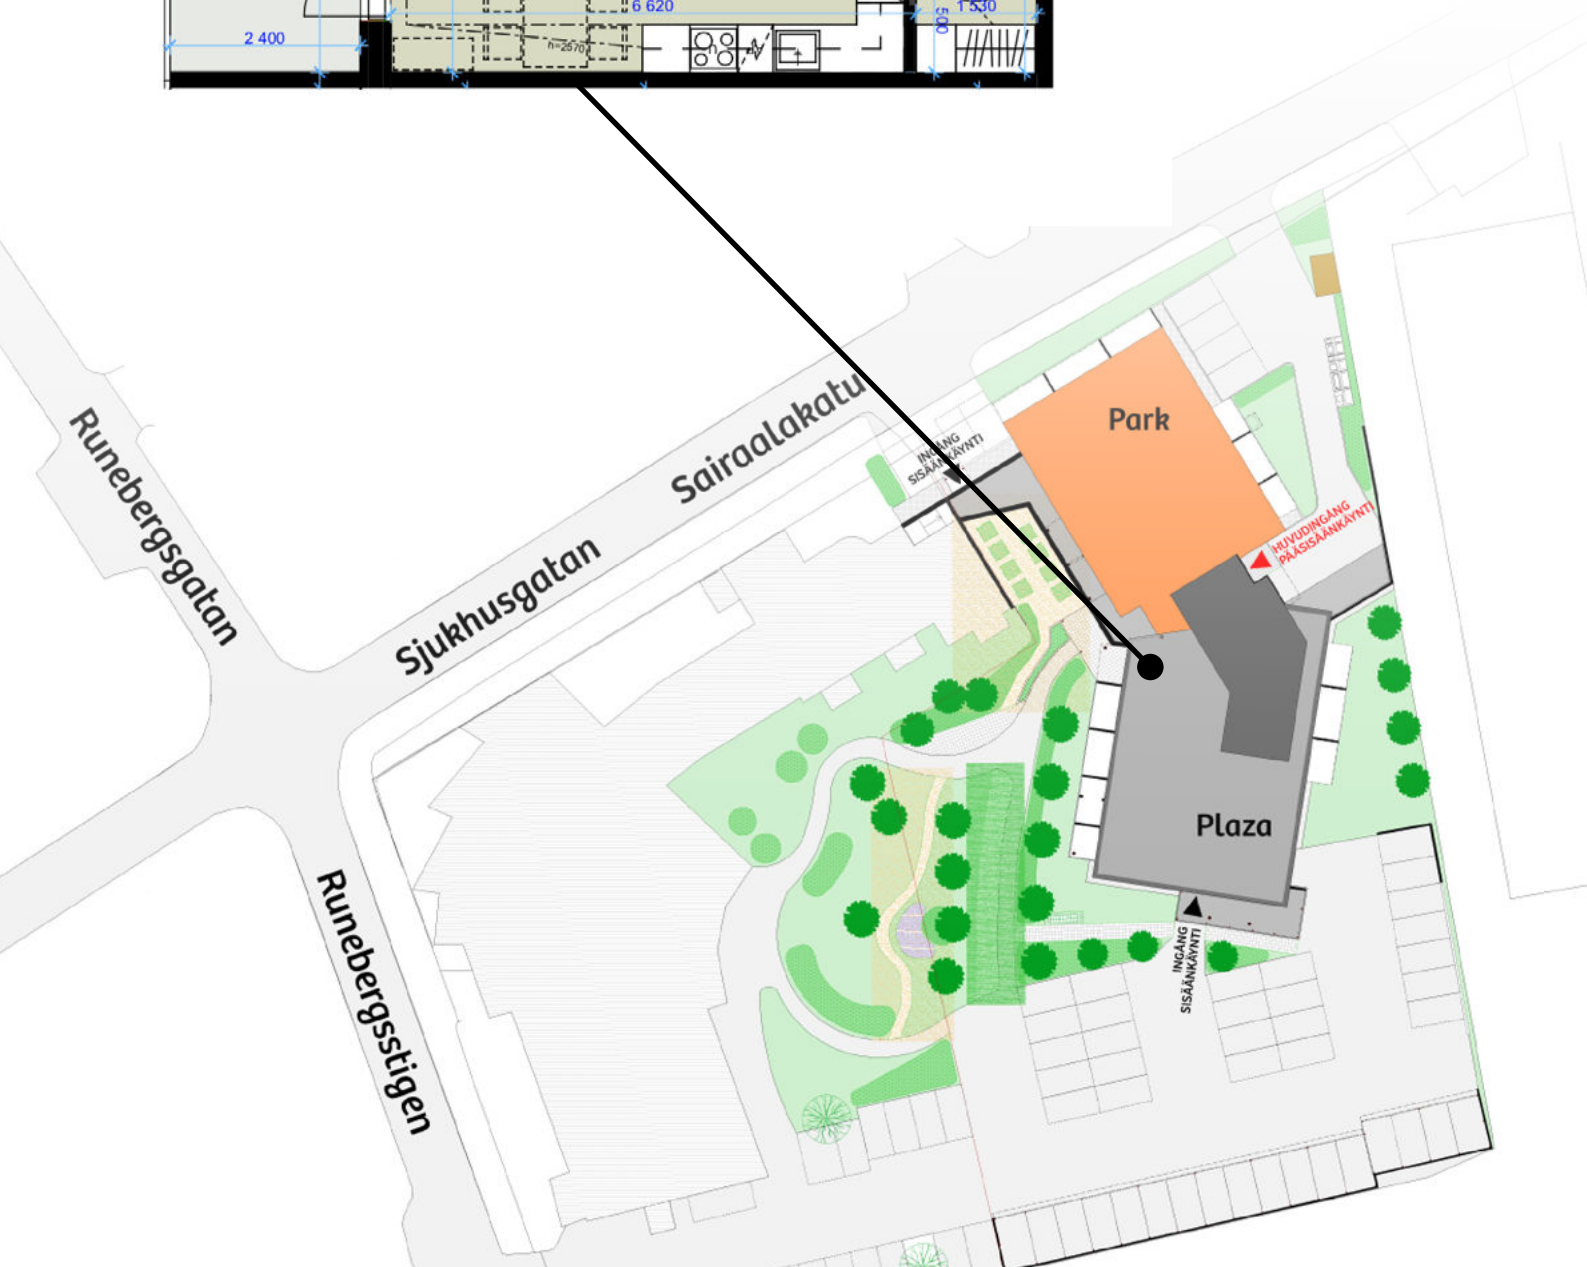 6 620
1 530
500
2 400
h=2570
Park
Runebergsgatan
Sairaalakatu
INGÅNG
SISÄÄNKÄYNTI
HUVUDINGÅNG
PÄÄSISÄÄNKÄYNTI
Sjukhusgatan
Plaza
Runebergsstigen
INGÅNG
SISÄÄNKÄYNTI